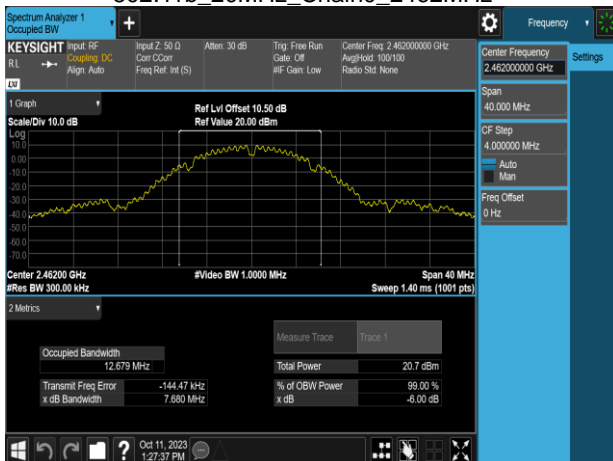 Spectrum Analyzer 1
Occupied BW
Frequency
KEYSIGHT
RL
LXI
Input: RF
Coupling: DC
Align: Auto
Input Z: 50 Ω
Corr CCorr
Freq Ref: Int (S)
Atten: 30 dB
Trig: Free Run
Gate: Off
#IF Gain: Low
Center Freq: 2.462000000 GHz
Avg|Hold: 100/100
Radio Std: None
Center Frequency
2.462000000 GHz
Settings
Span
40.000 MHz
CF Step
4.000000 MHz
Auto
Man
Freq Offset
0 Hz
1 Graph
Scale/Div 10.0 dB
Ref Lvl Offset 10.50 dB
Ref Value 20.00 dBm
Log
10.0
0.00
-10.0
-20.0
-30.0
-40.0
-50.0
-60.0
-70.0
Center 2.46200 GHz
#Video BW 1.0000 MHz
Span 40 MHz
#Res BW 300.00 kHz
Sweep 1.40 ms (1001 pts)
2 Metrics
Measure Trace
Trace 1
Occupied Bandwidth
12.679 MHz
Total Power
20.7 dBm
Transmit Freq Error
-144.47 kHz
% of OBW Power
99.00 %
x dB Bandwidth
7.680 MHz
x dB
-6.00 dB
?
Oct 11, 2023
1:27:37 PM